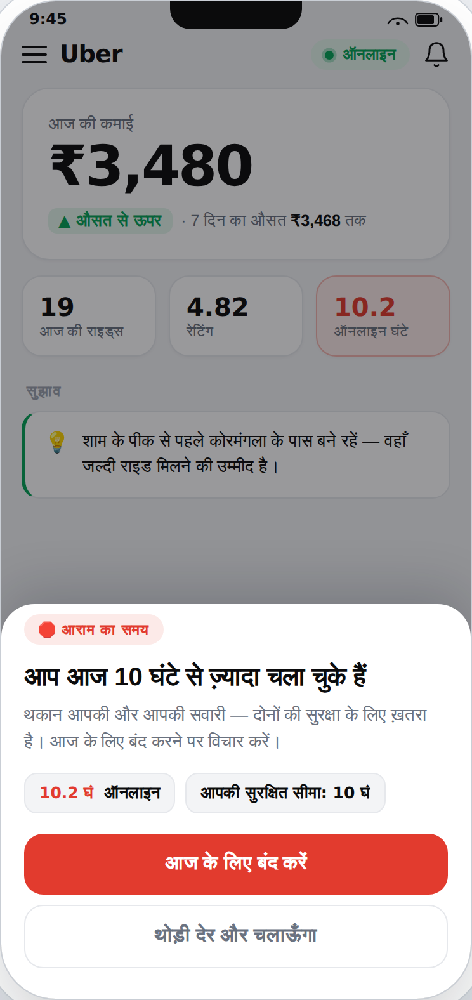 9:45
Uber
ऑनलाइन
आज की कमाई
₹3,480
▲ औसत से ऊपर · 7 दिन का औसत ₹3,468 तक
19
आज की राइड्स
4.82
रेटिंग
10.2
ऑनलाइन घंटे
सुझाव
शाम के पीक से पहले कोरमंगला के पास बने रहें — वहाँ
जल्दी राइड मिलने की उम्मीद है।
आराम का समय
आप आज 10 घंटे से ज़्यादा चला चुके हैं
थकान आपकी और आपकी सवारी — दोनों की सुरक्षा के लिए ख़तरा
है। आज के लिए बंद करने पर विचार करें।
10.2 घं ऑनलाइन
आपकी सुरक्षित सीमा: 10 घं
आज के लिए बंद करें
थोड़ी देर और चलाऊँगा